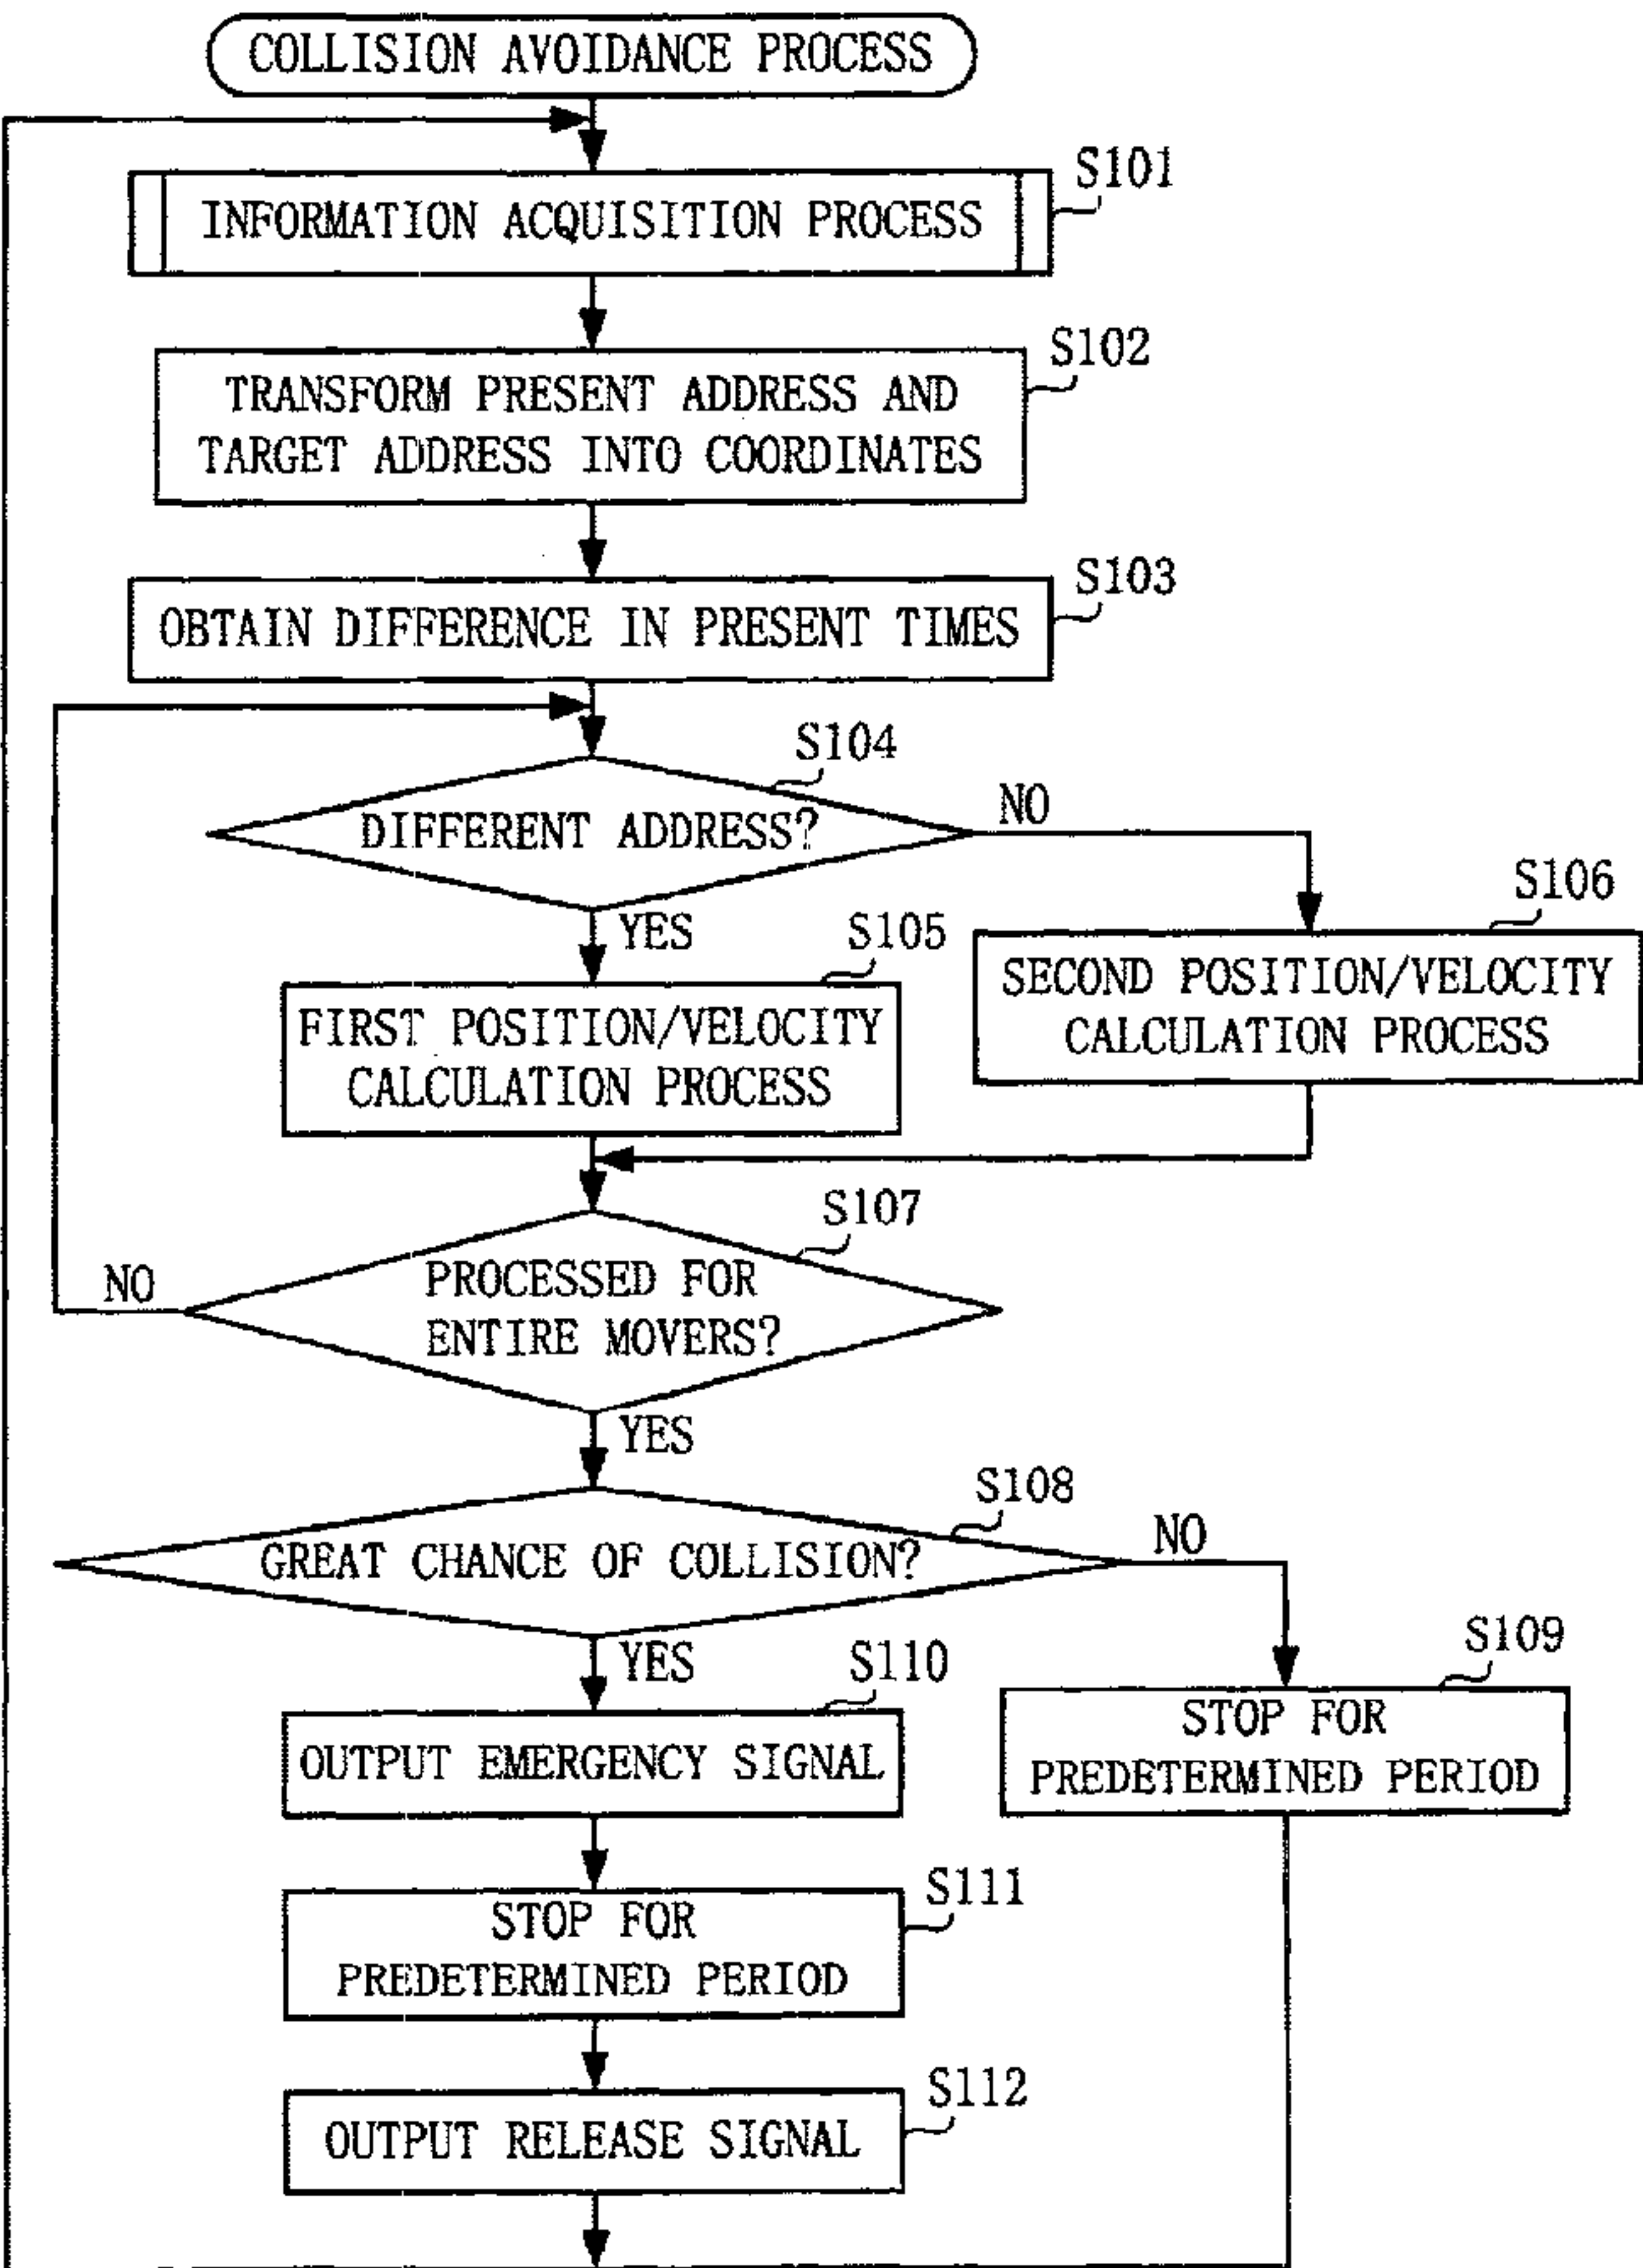 COLLISION AVOIDANCE PROCESS
S101
INFORMATION ACQUISITION PROCESS
S102
TRANSFORM PRESENT ADDRESS AND
TARGET ADDRESS INTO COORDINATES
S103
OBTAIN DIFFERENCE IN PRESENT TIMES
S104
DIFFERENT ADDRESS?
NO
YES
S105
FIRST POSITION/VELOCITY
CALCULATION PROCESS
S106
SECOND POSITION/VELOCITY
CALCULATION PROCESS
S107
PROCESSED FOR
ENTIRE MOVERS?
NO
YES
S108
GREAT CHANCE OF COLLISION?
NO
YES
S109
STOP FOR
PREDETERMINED PERIOD
S110
OUTPUT EMERGENCY SIGNAL
S111
STOP FOR
PREDETERMINED PERIOD
S112
OUTPUT RELEASE SIGNAL